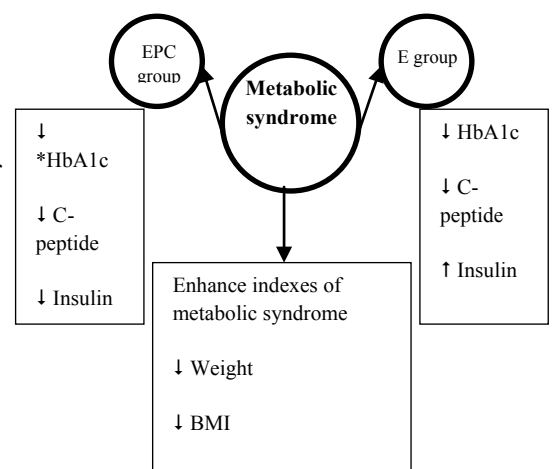 EPC
group
Metabolic
syndrome
E group
↓
*HbA1c
↓ C-
peptide
↓ Insulin
↓ HbA1c
↓ C-
peptide
↑ Insulin
Enhance indexes of
metabolic syndrome
↓ Weight
↓ BMI